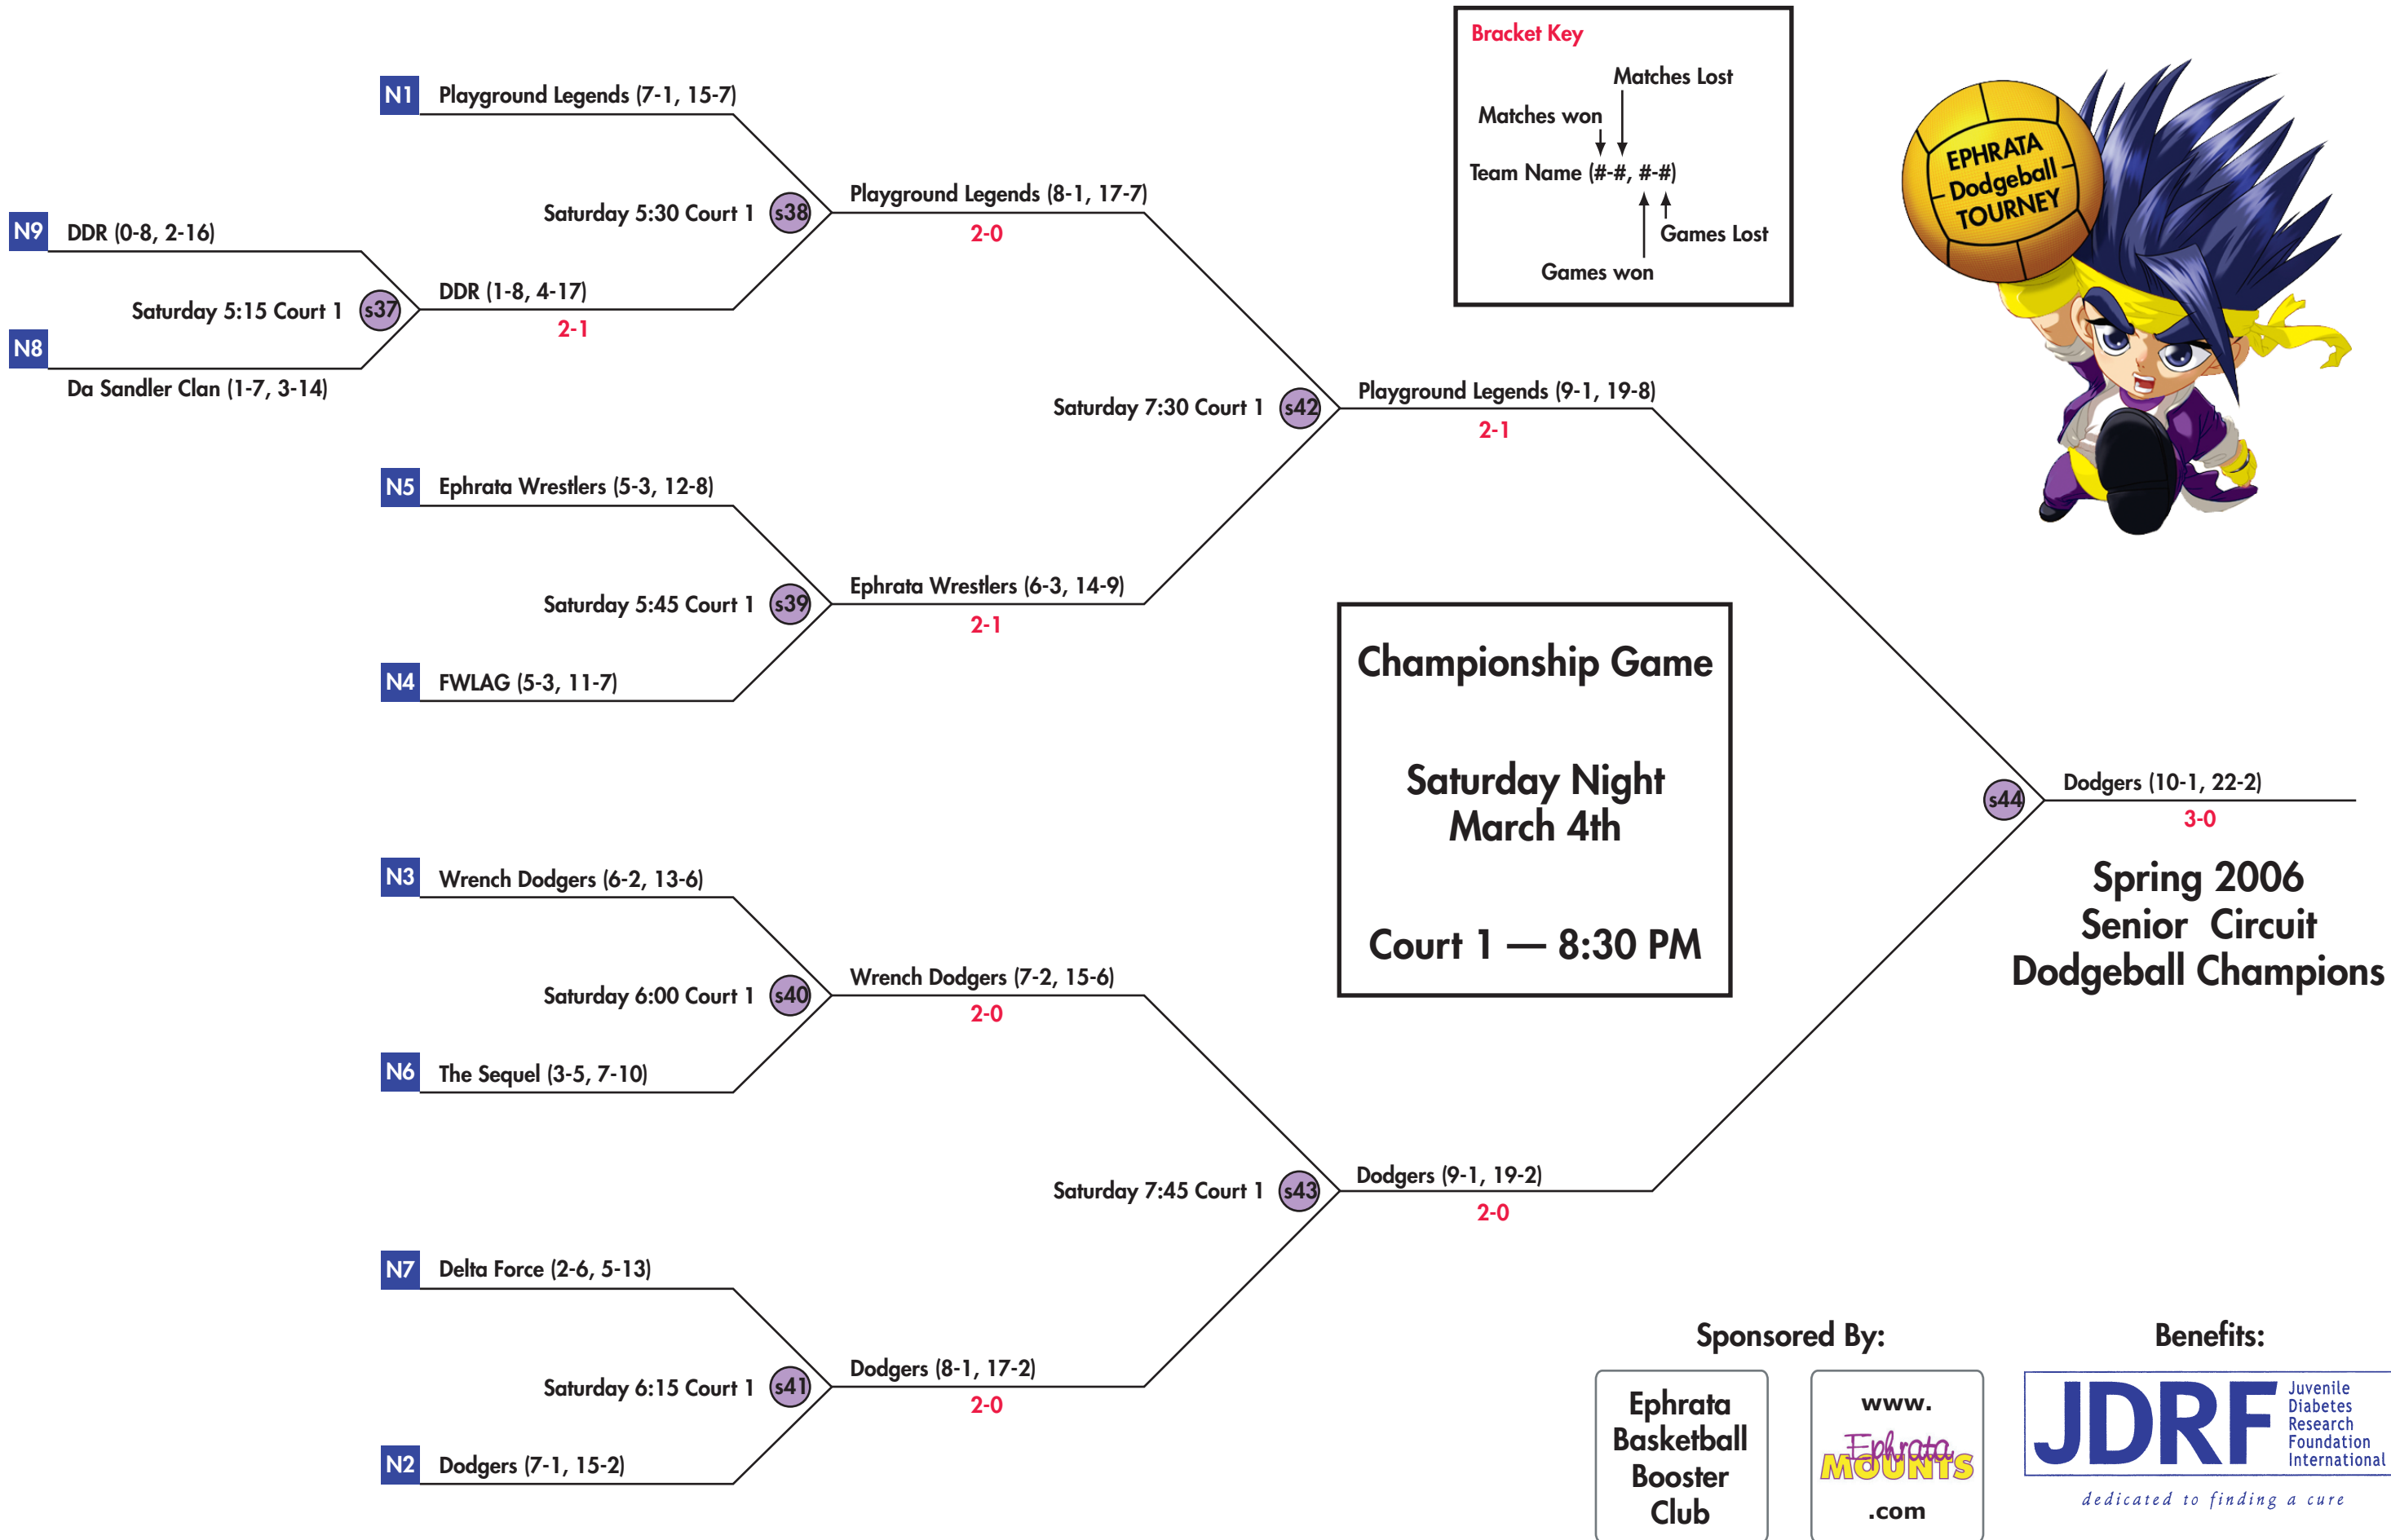 Bracket Key
Matches Lost
Matches won
Team Name (#-#, #-#)
Games Lost
Games won
EPHRATA
Dodgeball
TOURNEY
N1 Playground Legends (7-1, 15-7)
Saturday 5:30 Court 1 s38
Playground Legends (8-1, 17-7)
2-0
N9 DDR (0-8, 2-16)
Saturday 5:15 Court 1 s37
DDR (1-8, 4-17)
2-1
N8
Da Sandler Clan (1-7, 3-14)
Saturday 7:30 Court 1 s42
Playground Legends (9-1, 19-8)
2-1
N5 Ephrata Wrestlers (5-3, 12-8)
Saturday 5:45 Court 1 s39
Ephrata Wrestlers (6-3, 14-9)
2-1
N4 FWLAG (5-3, 11-7)
Championship Game
Saturday Night
March 4th
Court 1 — 8:30 PM
s44
Dodgers (10-1, 22-2)
3-0
Spring 2006
Senior Circuit
Dodgeball Champions
N3 Wrench Dodgers (6-2, 13-6)
Saturday 6:00 Court 1 s40
Wrench Dodgers (7-2, 15-6)
2-0
N6 The Sequel (3-5, 7-10)
Saturday 7:45 Court 1 s43
Dodgers (9-1, 19-2)
2-0
N7 Delta Force (2-6, 5-13)
Saturday 6:15 Court 1 s41
Dodgers (8-1, 17-2)
2-0
N2 Dodgers (7-1, 15-2)
Sponsored By:
Ephrata
Basketball
Booster
Club
www.
Ephrata
MOUNTS
.com
Benefits:
JDRF
Juvenile
Diabetes
Research
Foundation
International
dedicated to finding a cure